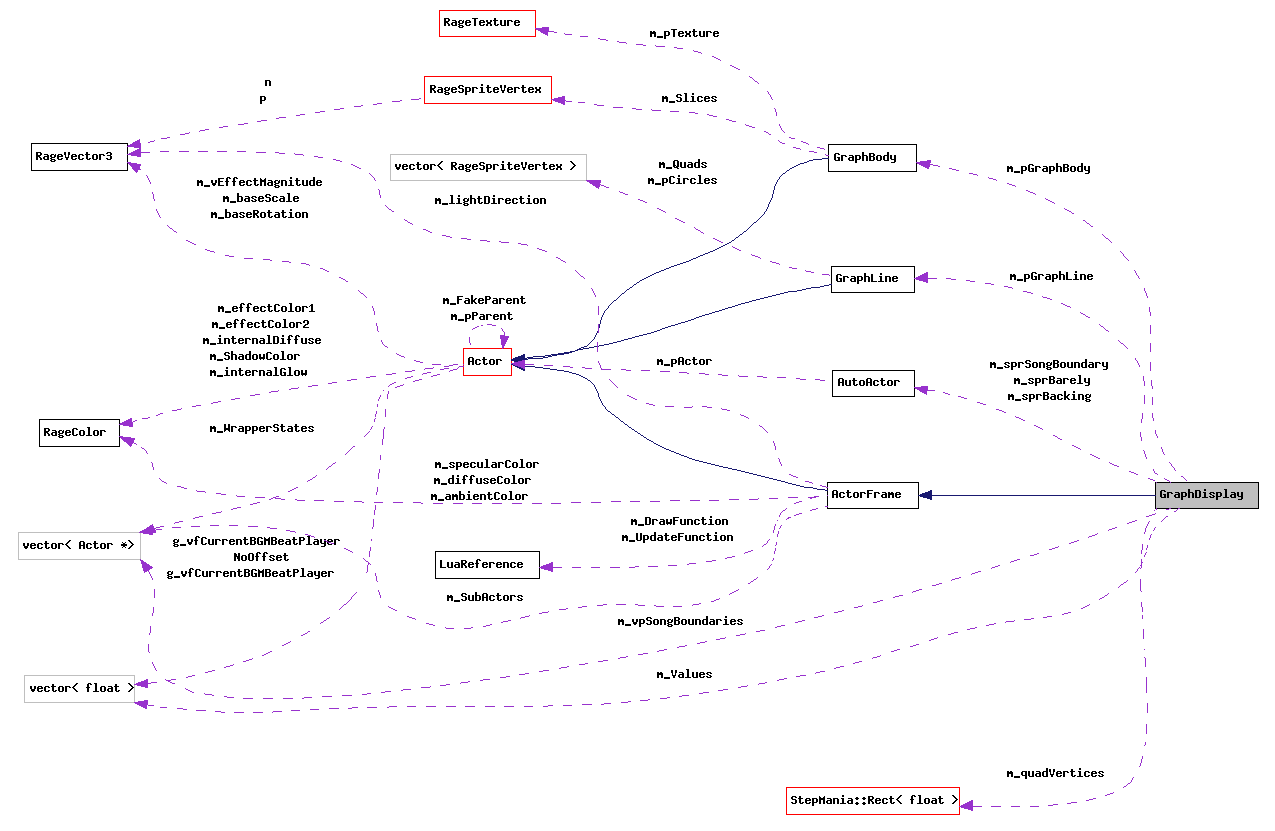 RageTexture
m_pTexture
n
p
RageSpriteVertex
m_Slices
RageVector3
vector< RageSpriteVertex >
m_Quads
m_pCircles
GraphBody
m_pGraphBody
m_vEffectMagnitude
m_baseScale
m_baseRotation
m_lightDirection
GraphLine
m_pGraphLine
m_effectColor1
m_effectColor2
m_internalDiffuse
m_ShadowColor
m_internalGlow
m_FakeParent
m_pParent
Actor
m_pActor
AutoActor
m_sprSongBoundary
m_sprBarely
m_sprBacking
RageColor
m_WrapperStates
m_specularColor
m_diffuseColor
m_ambientColor
ActorFrame
GraphDisplay
vector< Actor *>
g_vfCurrentBGMBeatPlayer
NoOffset
g_vfCurrentBGMBeatPlayer
LuaReference
m_DrawFunction
m_UpdateFunction
m_SubActors
m_vpSongBoundaries
vector< float >
m_Values
m_quadVertices
StepMania::Rect< float >